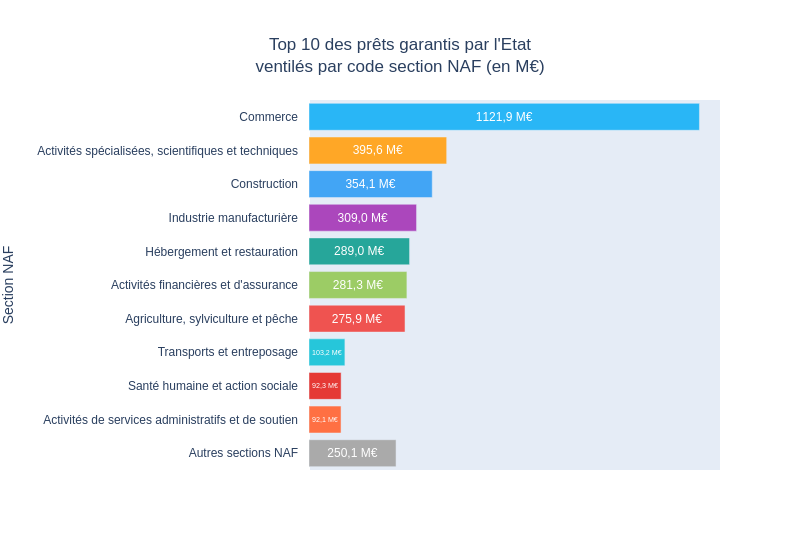 Top 10 des prêts garantis par l'Etat
ventilés par code section NAF (en M€)
Section NAF
Commerce 1121,9 M€
Activités spécialisées, scientifiques et techniques 395,6 M€
Construction 354,1 M€
Industrie manufacturière 309,0 M€
Hébergement et restauration 289,0 M€
Activités financières et d'assurance 281,3 M€
Agriculture, sylviculture et pêche 275,9 M€
Transports et entreposage 103,2 M€
Santé humaine et action sociale 92,3 M€
Activités de services administratifs et de soutien 92,1 M€
Autres sections NAF 250,1 M€